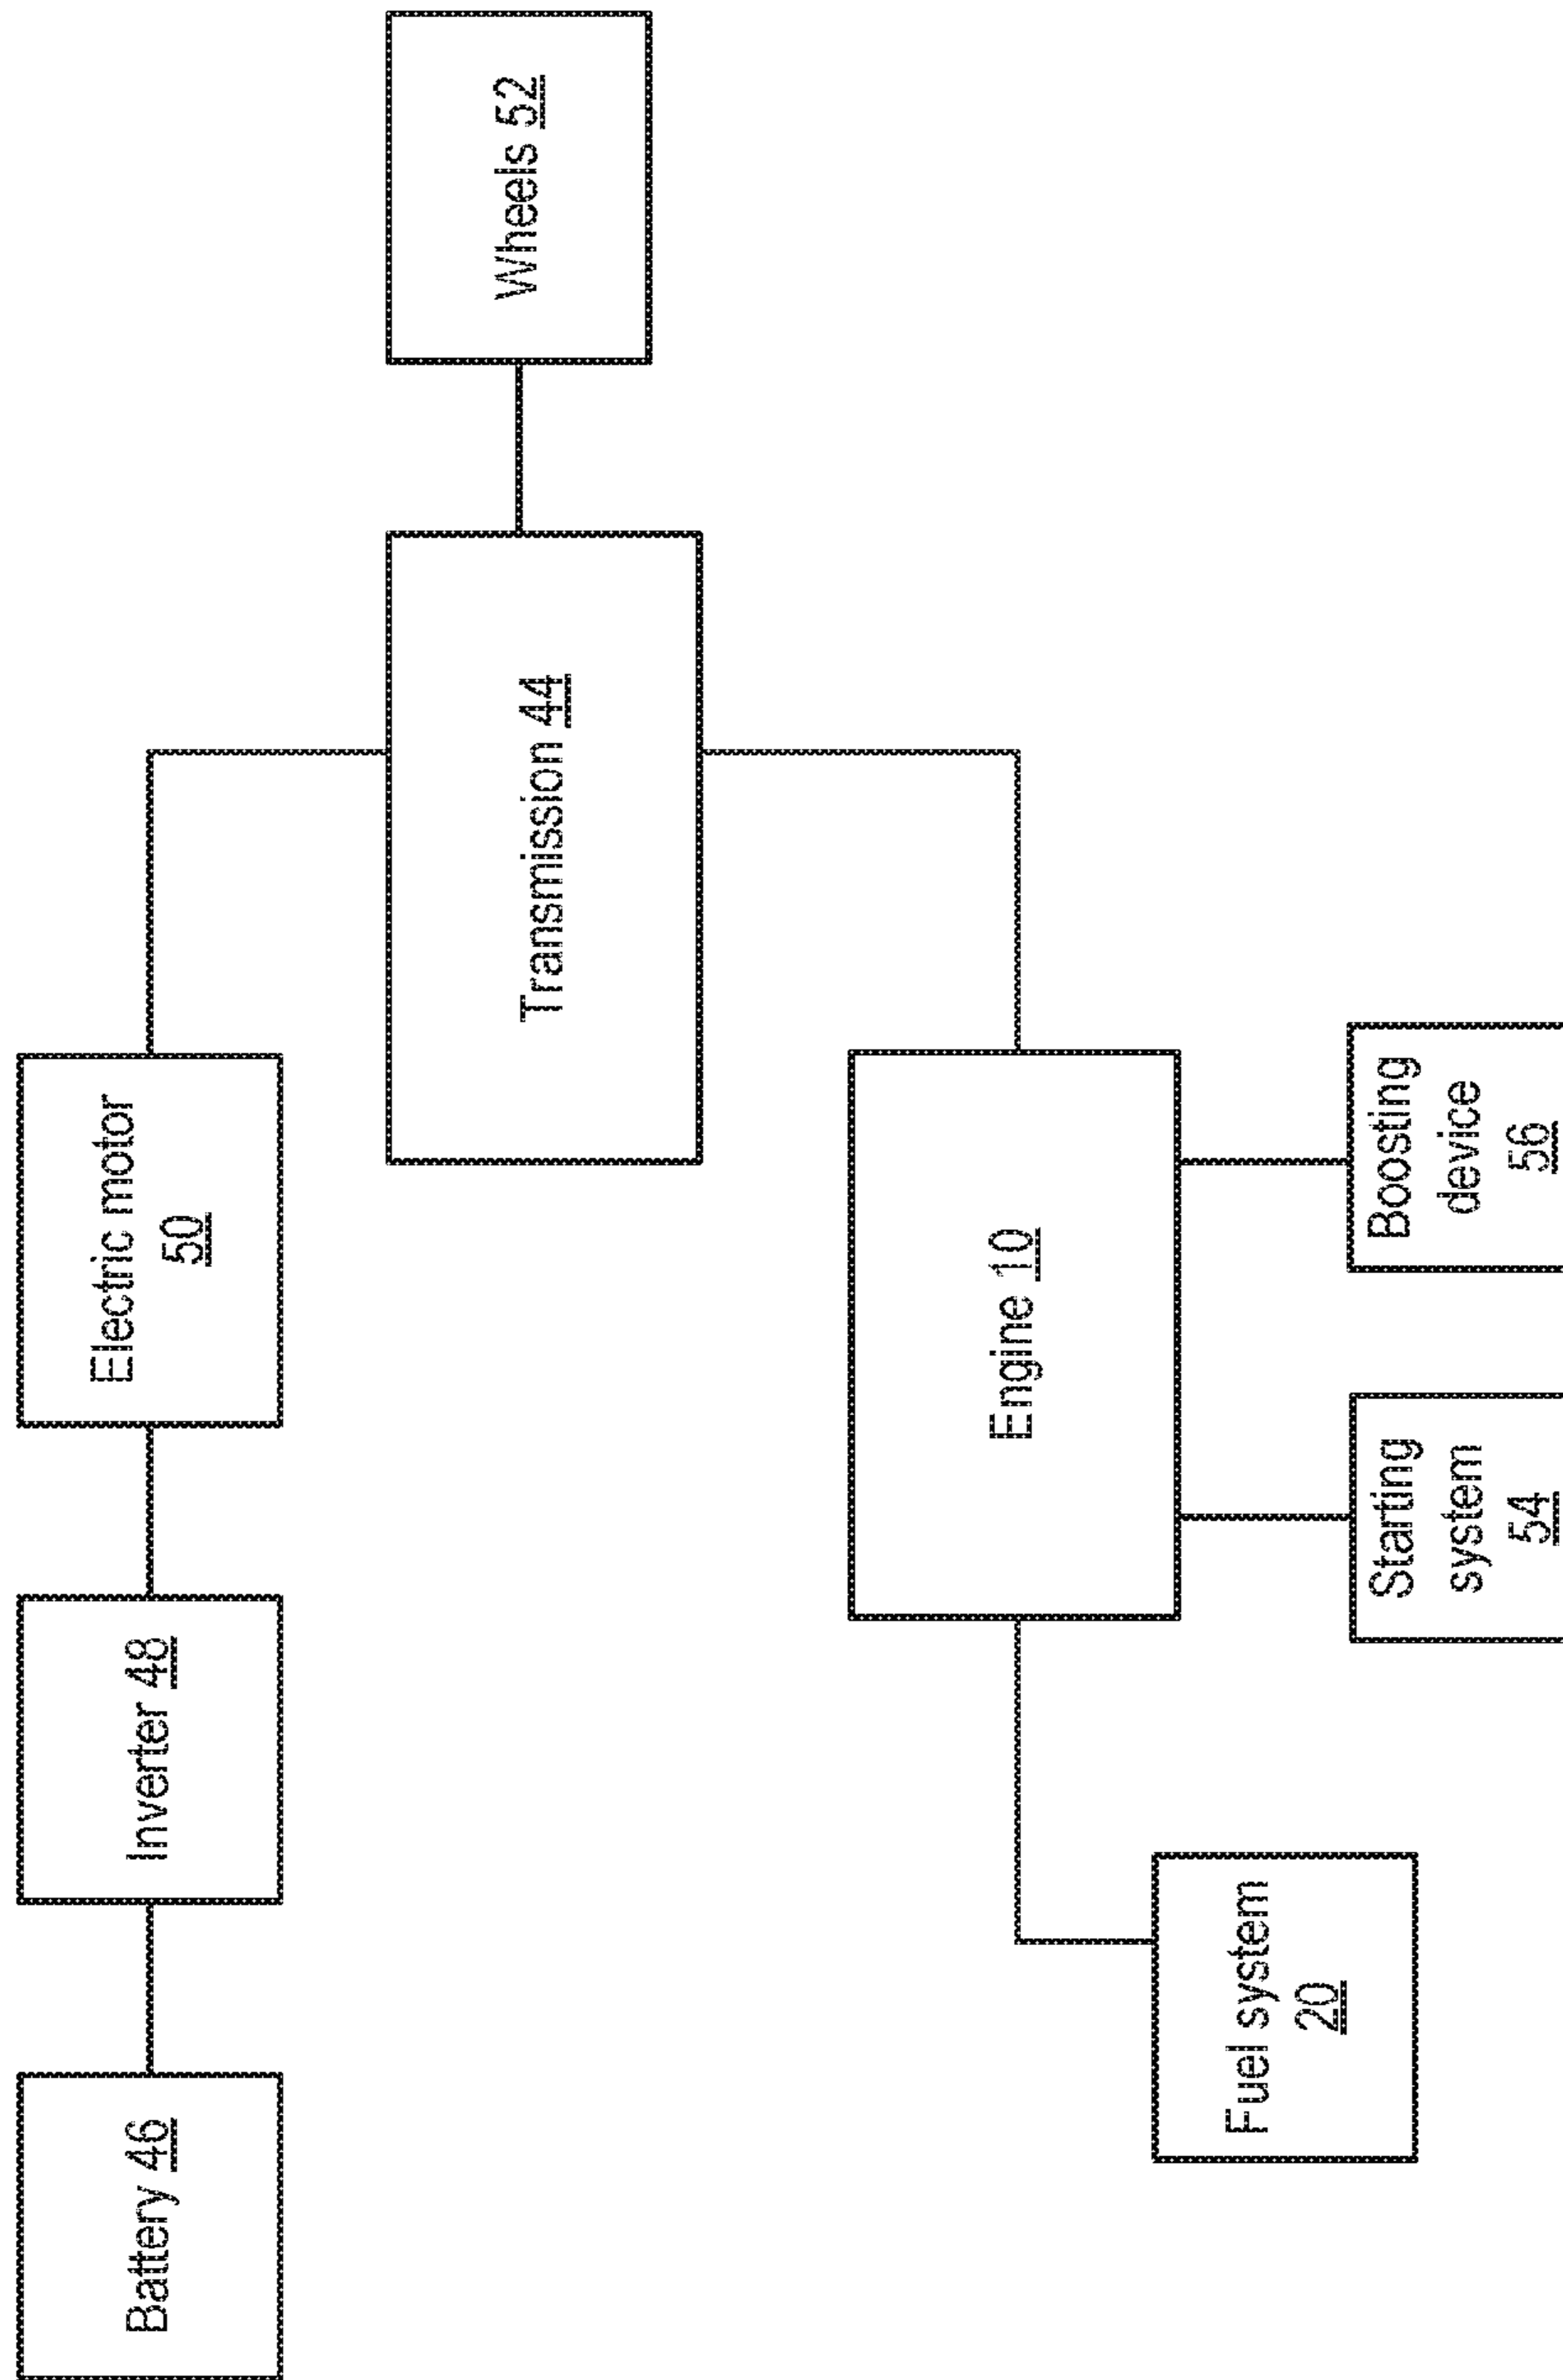 Battery 46
Inverter 48
Electric motor
50
Transmission 44
Wheels 52
Engine 10
Fuel system
20
Starting
system
54
Boosting
device
56